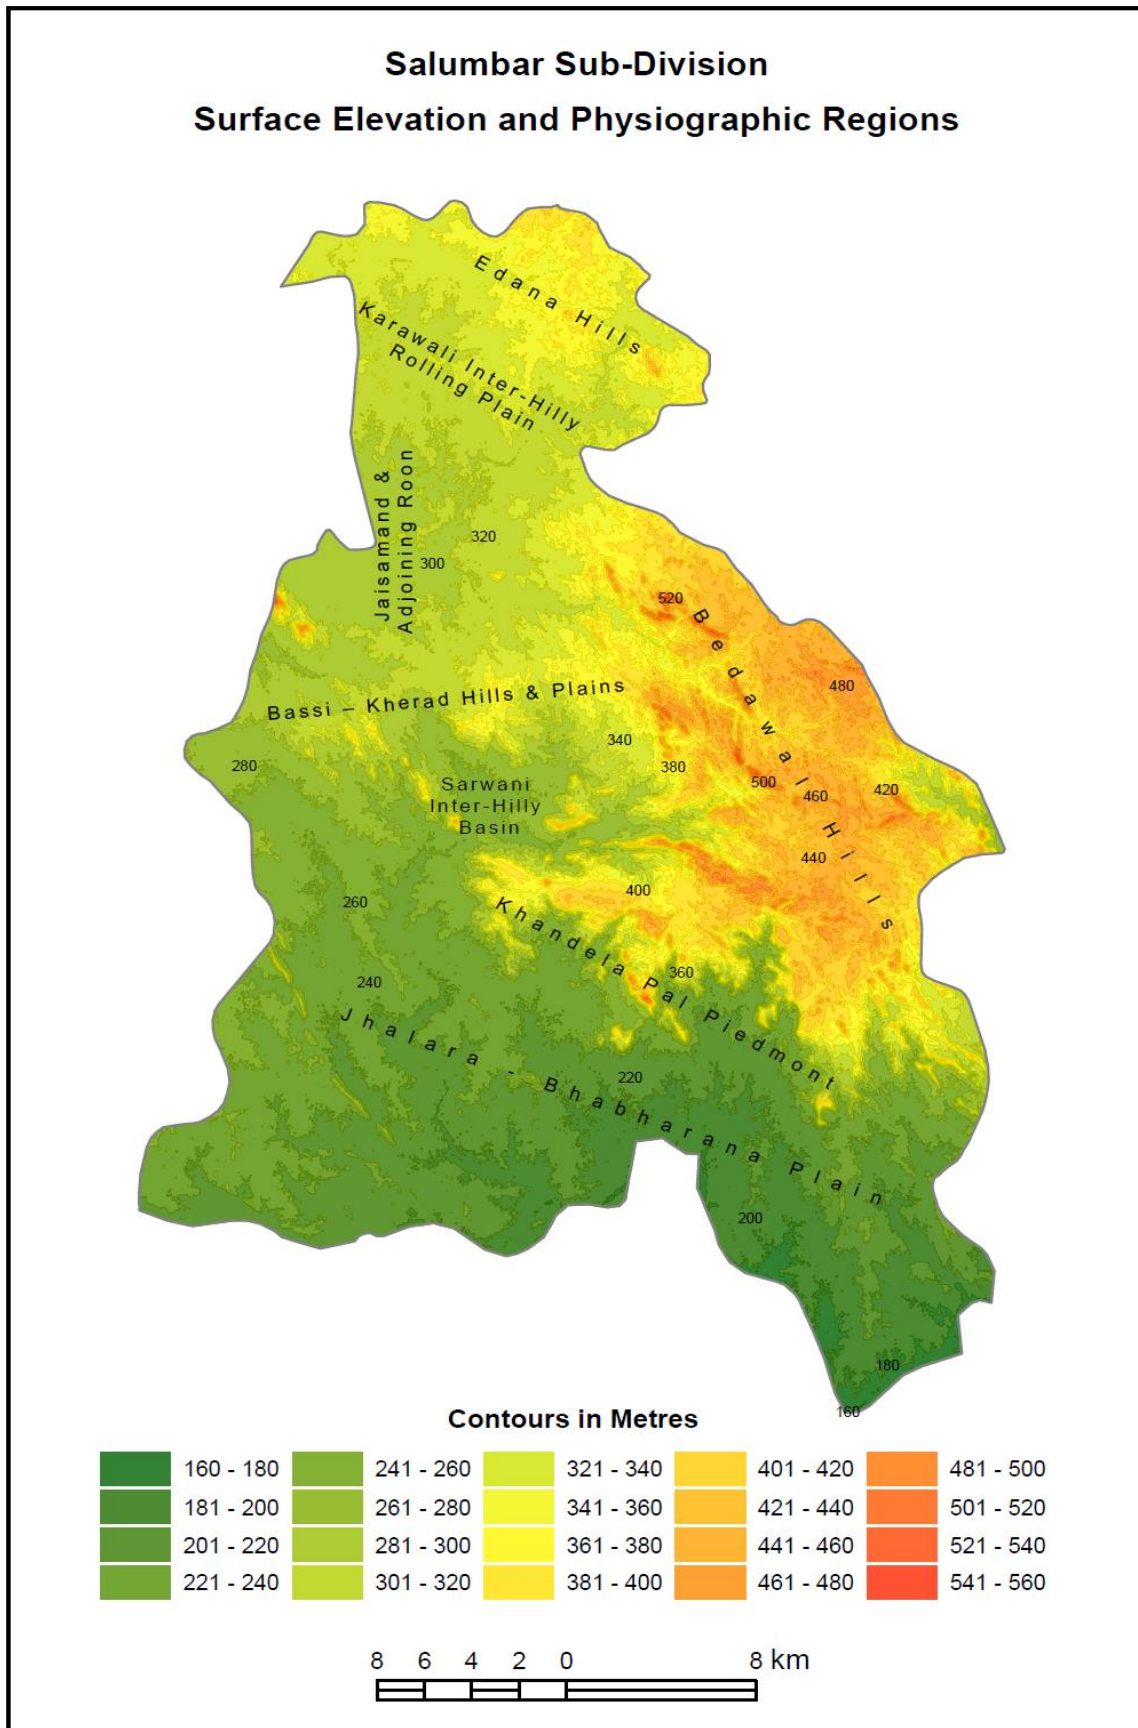 Salumbar Sub-Division
Surface Elevation and Physiographic Regions
Edana Hills
Karawali Inter-Hilly
Rolling Plain
Jaisamand &
Adjoining Roon
320
300
520
Bedawal Hills
480
Bassi – Kherad Hills & Plains
340
280
380
Sarwani
Inter-Hilly
Basin
500
460
420
440
400
260
Khandela Pal Piedmont
360
240
Jhalara - Bhabharana Plain
220
200
180
160
Contours in Metres
160 - 180
181 - 200
201 - 220
221 - 240
241 - 260
261 - 280
281 - 300
301 - 320
321 - 340
341 - 360
361 - 380
381 - 400
401 - 420
421 - 440
441 - 460
461 - 480
481 - 500
501 - 520
521 - 540
541 - 560
8 6 4 2 0 8 km